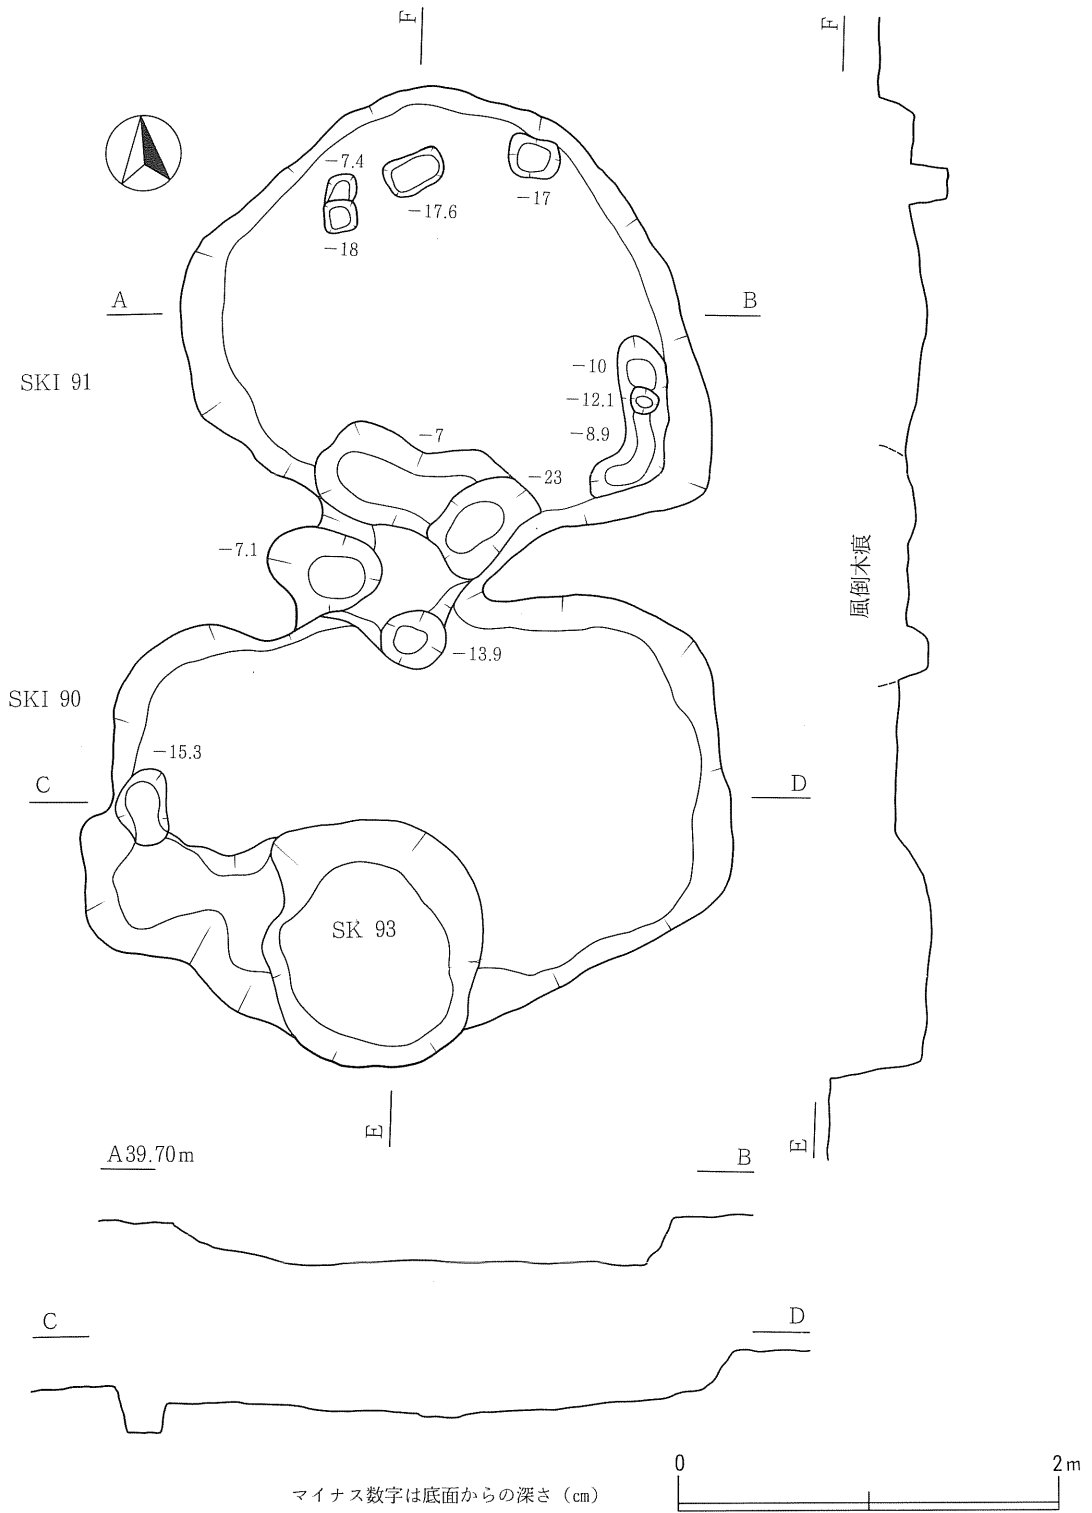 F
F
-7.4
-17.6
-17
-18
A
B
SKI 91
-10
-12.1
-8.9
-7
-23
-7.1
風倒木痕
-13.9
SKI 90
-15.3
C
D
SK 93
E
E
A39.70m
B
C
D
0
2m
マイナス数字は底面からの深さ（㎝）